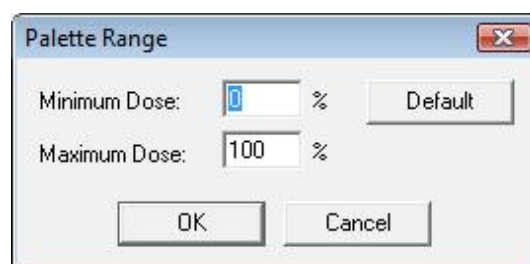 Palette Range
Minimum Dose: 0 % Default
Maximum Dose: 100 %
OK Cancel